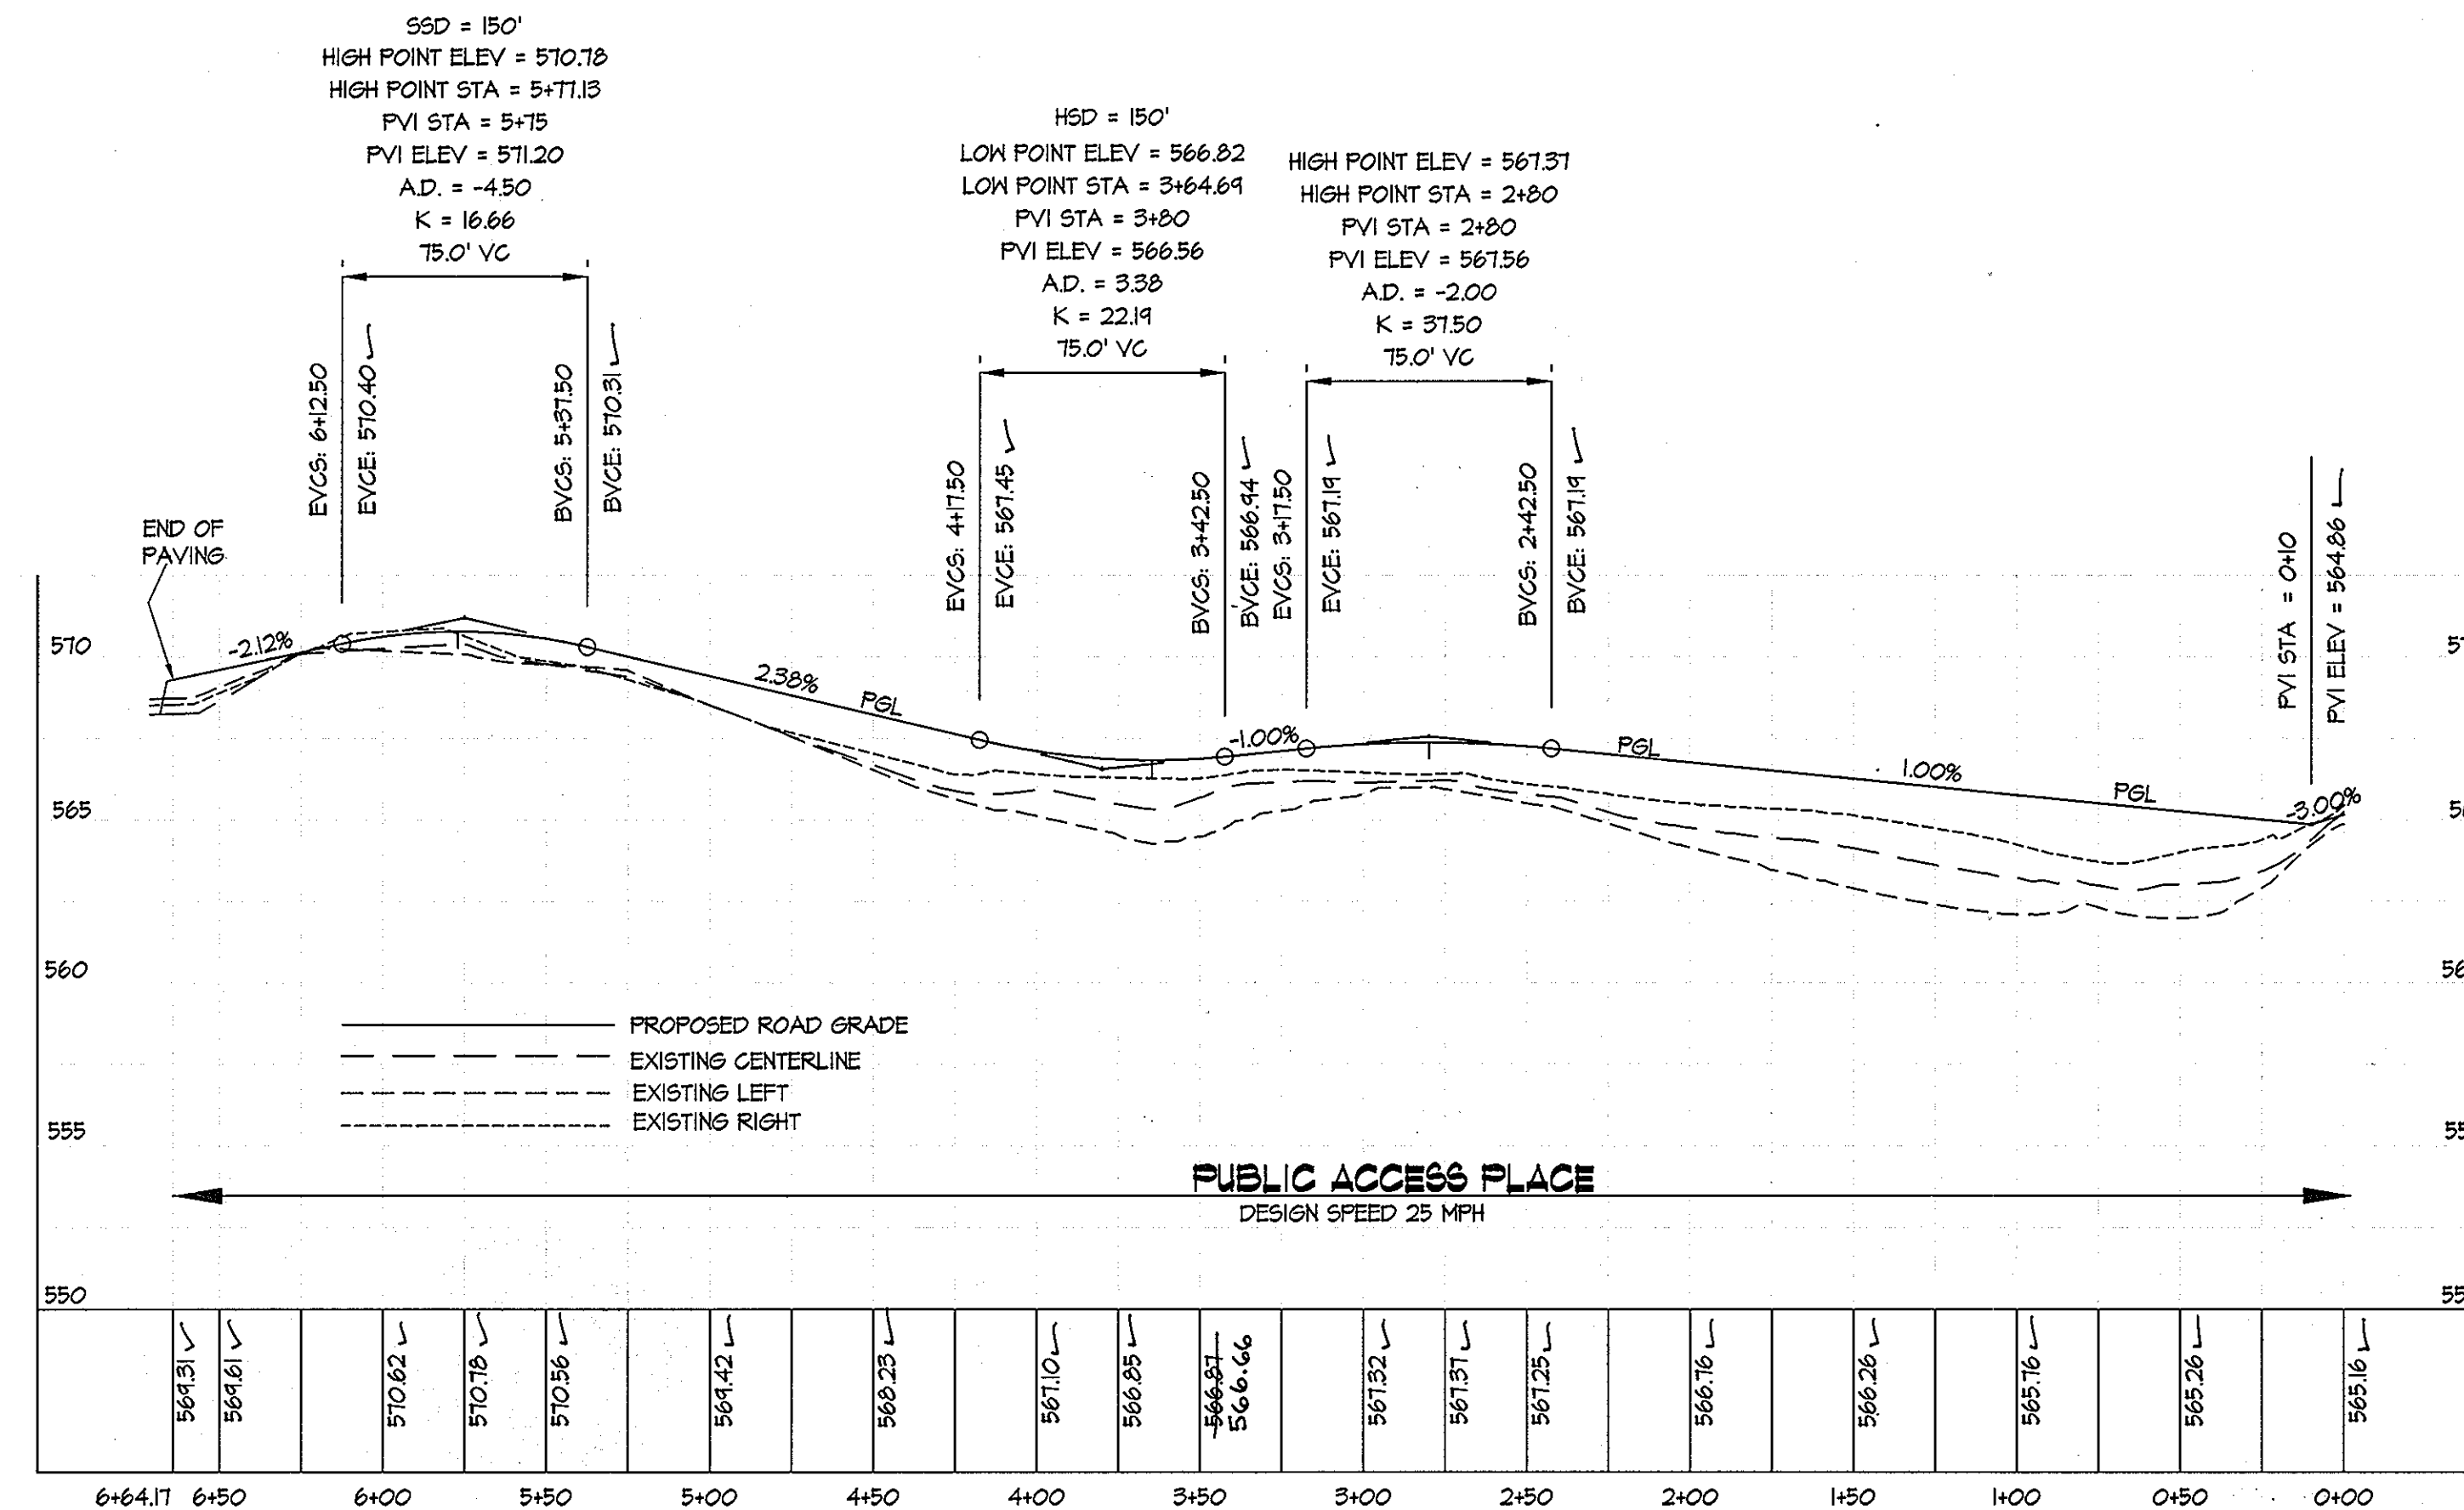 SSD = 150'
HIGH POINT ELEV = 570.78
HIGH POINT STA = 5+77.13
PVI STA = 5+75
PVI ELEV = 571.20
A.D. = -4.50
K = 16.66
75.0' VC
HSD = 150'
LOW POINT ELEV = 566.82
LOW POINT STA = 3+64.69
PVI STA = 3+80
PVI ELEV = 566.56
A.D. = 3.38
K = 22.19
75.0' VC
HIGH POINT ELEV = 567.37
HIGH POINT STA = 2+80
PVI STA = 2+80
PVI ELEV = 567.56
A.D. = -2.00
K = 37.50
75.0' VC
EVCS: 6+12.50
EVCE: 570.40
BVCS: 5+37.50
BVCE: 570.31
EVCS: 4+17.50
EVCE: 567.45
BVCS: 3+42.50
BVCE: 566.94
EVCS: 3+17.50
EVCE: 567.19
BVCS: 2+42.50
BVCE: 567.19
PVI STA = 0+10
PVI ELEV = 564.86
END OF
PAVING
-2.12%
2.38%
PGL
-1.00%
PGL
1.00%
PGL
-3.00%
570
565
560
555
550
57
56
56
55
55
PROPOSED ROAD GRADE
EXISTING CENTERLINE
EXISTING LEFT
EXISTING RIGHT
PUBLIC ACCESS PLACE
DESIGN SPEED 25 MPH
569.31
569.61
570.62
570.78
570.56
569.42
568.23
567.10
566.85
566.87
566.66
567.32
567.37
567.25
566.76
566.26
565.76
565.26
565.16
6+64.17 6+50 6+00 5+50 5+00 4+50 4+00 3+50 3+00 2+50 2+00 1+50 1+00 0+50 0+00